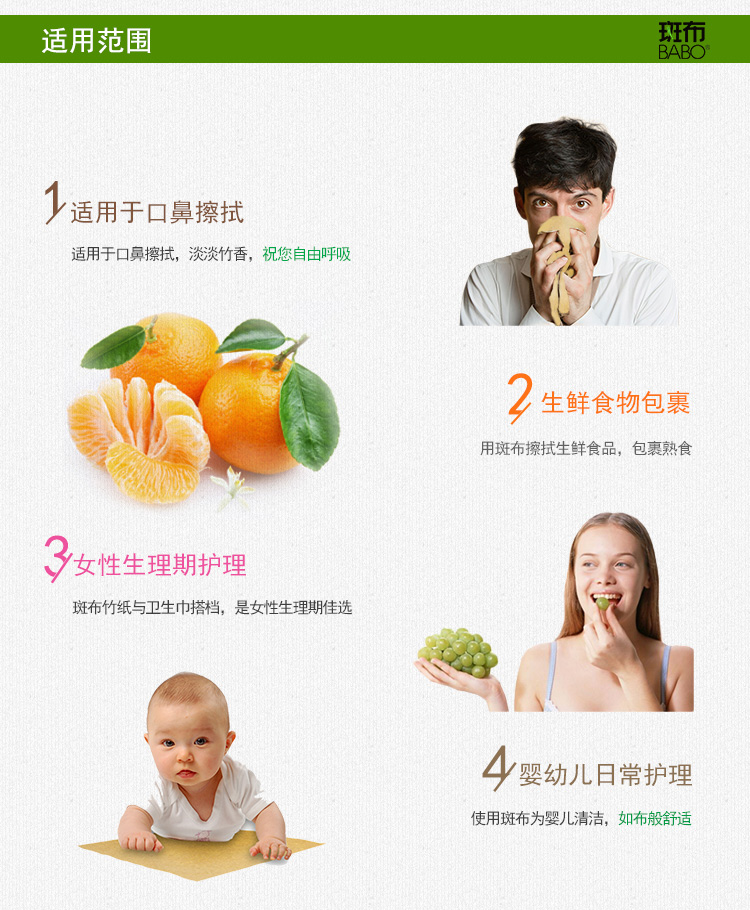 适用范围
斑布
BABO®
1 适用于口鼻擦拭
适用于口鼻擦拭，淡淡竹香，祝您自由呼吸
2 生鲜食物包裹
用斑布擦拭生鲜食品，包裹熟食
3 女性生理期护理
斑布竹纸与卫生巾搭档，是女性生理期佳选
4 婴幼儿日常护理
使用斑布为婴儿清洁，如布般舒适